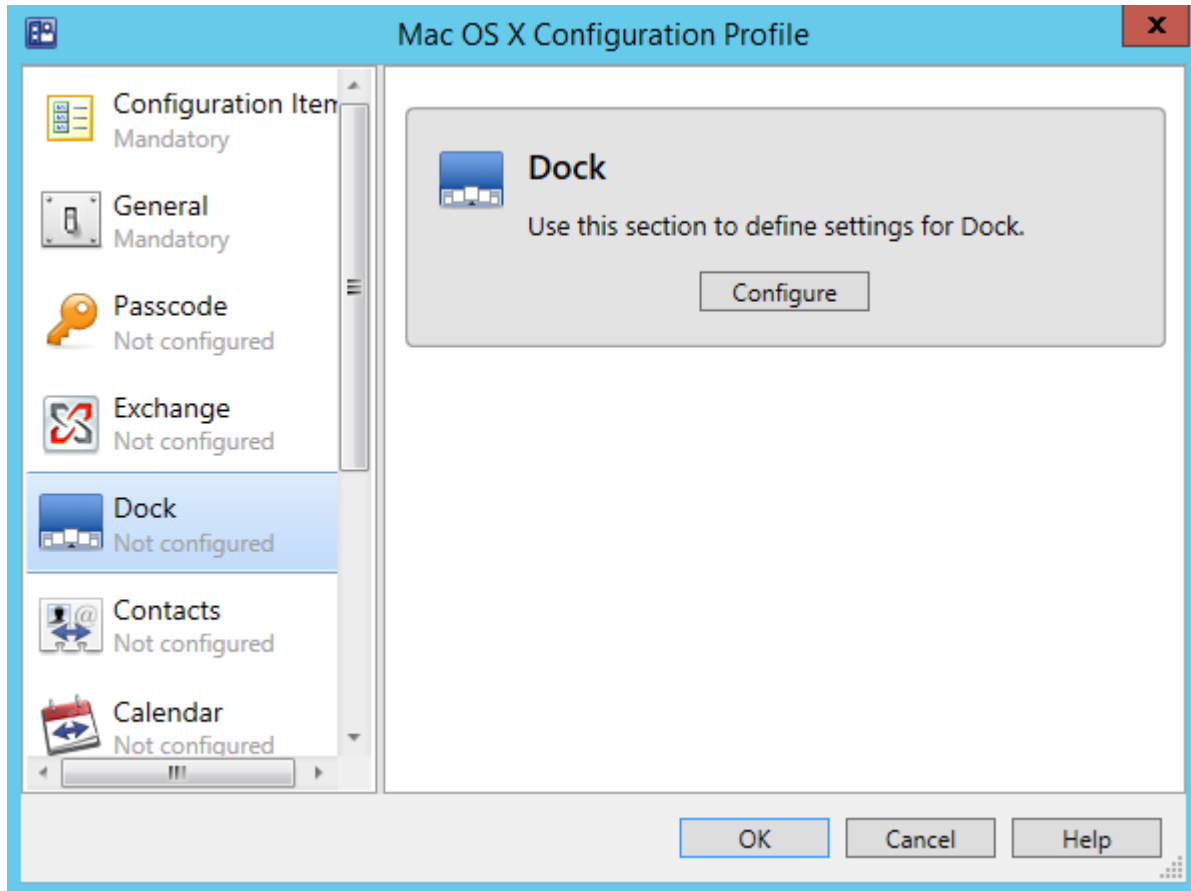 Mac OS X Configuration Profile
x
Configuration Item
Mandatory
General
Mandatory
Passcode
Not configured
Exchange
Not configured
Dock
Not configured
Contacts
Not configured
Calendar
Not configured
Dock
Use this section to define settings for Dock.
Configure
OK
Cancel
Help